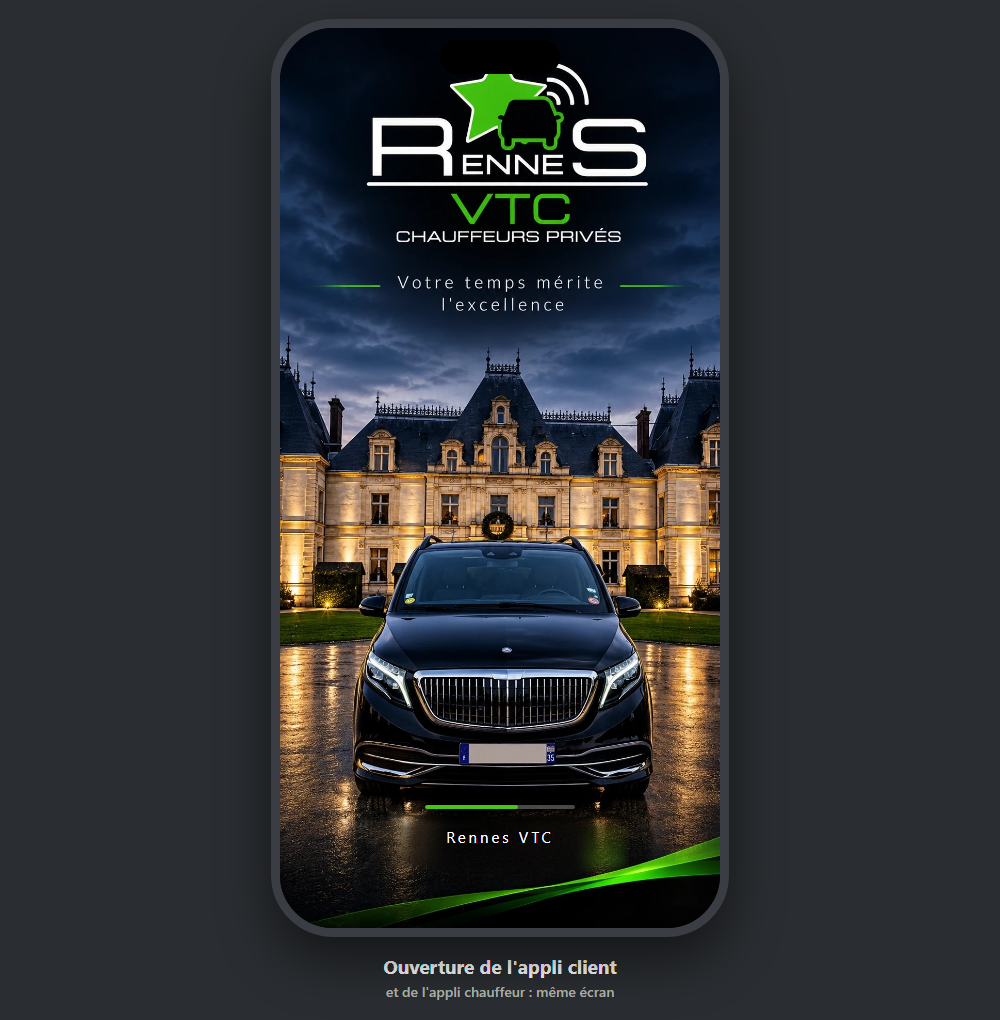 RENNES
VTC
CHAUFFEURS PRIVÉS
Votre temps mérite
l'excellence
F
35
Rennes VTC
Ouverture de l'appli client
et de l'appli chauffeur : même écran